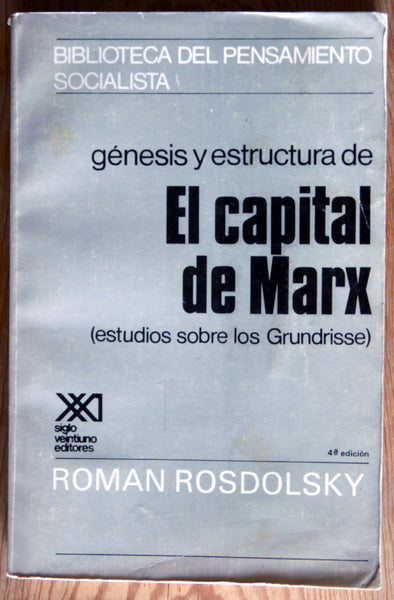 BIBLIOTECA DEL PENSAMIENTO
SOCIALISTA
génesis y estructura de
El capital
de Marx
(estudios sobre los Grundrisse)
XXI
siglo
veintiuno
editores
4ª edición
ROMAN ROSDOLSKY